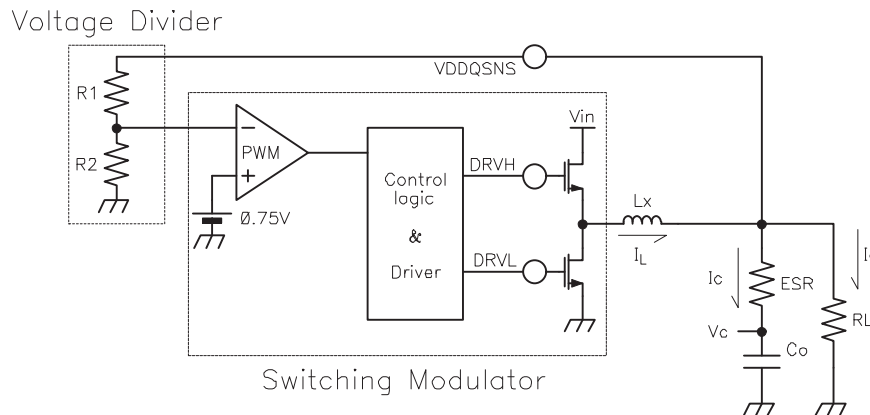 Voltage Divider
VDDQSNS
R1
Vin
PWM
DRVH
R2
Control
logic
&
Driver
Lx
0.75V
DRVL
IL
Ic
ESR
RL
Vc
Co
Switching Modulator